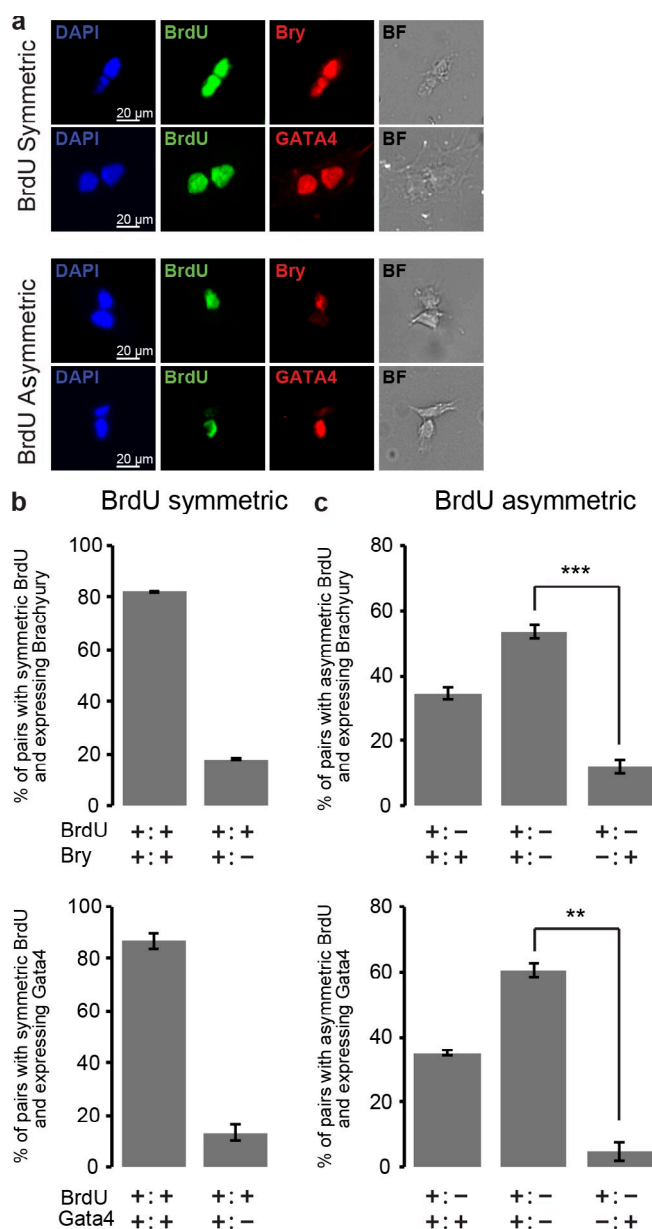 a
BrdU Symmetric
DAPI BrdU Bry BF
20 µm
DAPI BrdU GATA4 BF
20 µm
BrdU Asymmetric
DAPI BrdU Bry BF
20 µm
DAPI BrdU GATA4 BF
20 µm
b BrdU symmetric
% of pairs with symmetric BrdU
and expressing Brachyury
100
80
60
40
20
0
BrdU +:+ +:+
Bry +:+ +:−
% of pairs with symmetric BrdU
and expressing Gata4
100
80
60
40
20
0
BrdU +:+ +:+
Gata4 +:+ +:−
c BrdU asymmetric
% of pairs with asymmetric BrdU
and expressing Brachyury
80
60
40
20
0
***
+:− +:− +:−
+:+ +:− −:+
% of pairs with asymmetric BrdU
and expressing Gata4
80
60
40
20
0
**
+:− +:− +:−
+:+ +:− −:+